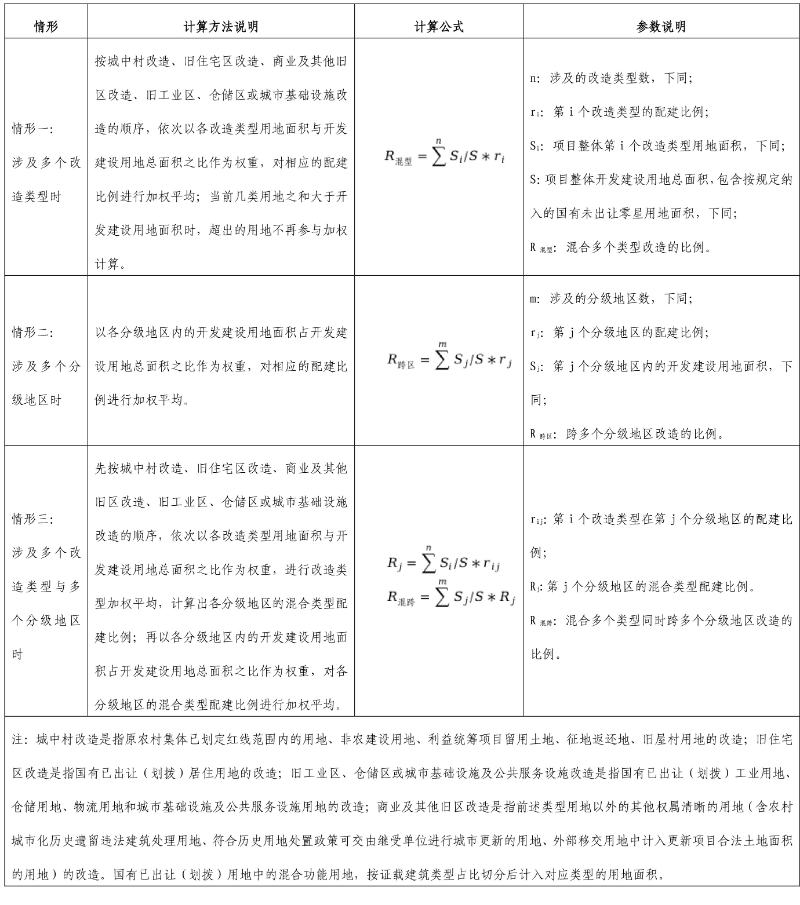 情形
计算方法说明
计算公式
参数说明
情形一：
涉及多个改
造类型时
按城中村改造、旧住宅区改造、商业及其他旧
区改造、旧工业区、仓储区或城市基础设施改
造的顺序，依次以各改造类型用地面积与开发
建设用地总面积之比作为权重，对相应的配建
比例进行加权平均；当前几类用地之和大于开
发建设用地面积时，超出的用地不再参与加权
计算。
R混型 = ∑ⁿ Si/S∗ri
n：涉及的改造类型数，下同；
ri：第 i 个改造类型的配建比例；
Si：项目整体第 i 个改造类型用地面积，下同；
S：项目整体开发建设用地总面积，包含按规定纳
入的国有未出让零星用地面积，下同；
R 混型：混合多个类型改造的比例。
情形二：
涉及多个分
级地区时
以各分级地区内的开发建设用地面积占开发建
设用地总面积之比作为权重，对相应的配建比
例进行加权平均。
R跨区 = ∑ᵐ Sj/S∗rj
m：涉及的分级地区数，下同；
rj：第 j 个分级地区的配建比例；
Sj：第 j 个分级地区内的开发建设用地面积，下
同；
R 跨区：跨多个分级地区改造的比例。
情形三：
涉及多个改
造类型与多
个分级地区
时
先按城中村改造、旧住宅区改造、商业及其他
旧区改造、旧工业区、仓储区或城市基础设施
改造的顺序，依次以各改造类型用地面积与开
发建设用地总面积之比作为权重，进行改造类
型加权平均，计算出各分级地区的混合类型配
建比例；再以各分级地区内的开发建设用地面
积占开发建设用地总面积之比作为权重，对各
分级地区的混合类型配建比例进行加权平均。
Rj = ∑ⁿ Si/S∗rij
R混跨 = ∑ᵐ Sj/S∗Rj
rij：第 i 个改造类型在第 j 个分级地区的配建比
例；
Rj：第 j 个分级地区的混合类型配建比例。
R 混跨：混合多个类型同时跨多个分级地区改造的
比例。
注：城中村改造是指原农村集体已划定红线范围内的用地、非农建设用地、利益统筹项目留用土地、征地返还地、旧屋村用地的改造；旧住宅
区改造是指国有已出让（划拨）居住用地的改造；旧工业区、仓储区或城市基础设施及公共服务设施改造是指国有已出让（划拨）工业用地、
仓储用地、物流用地和城市基础设施及公共服务设施用地的改造；商业及其他旧区改造是指前述类型用地以外的其他权属清晰的用地（含农村
城市化历史遗留违法建筑处理用地、符合历史用地处置政策可交由继受单位进行城市更新的用地、外部移交用地中计入更新项目合法土地面积
的用地）的改造。国有已出让（划拨）用地中的混合功能用地，按证载建筑类型占比切分后计入对应类型的用地面积。